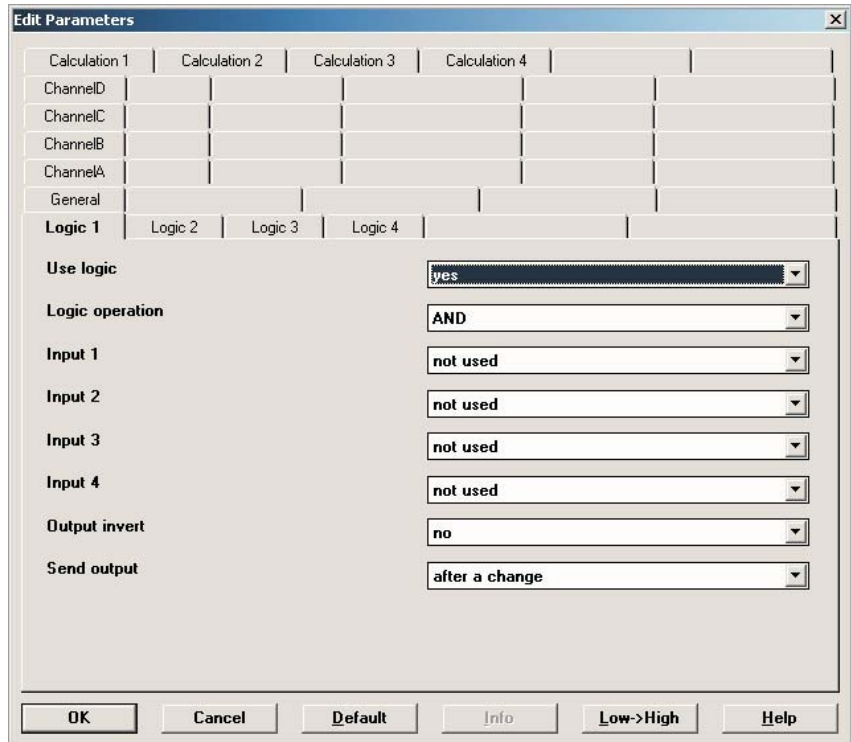 Edit Parameters
Calculation 1 Calculation 2 Calculation 3 Calculation 4
ChannelD
ChannelC
ChannelB
ChannelA
General
Logic 1 Logic 2 Logic 3 Logic 4
Use logic yes
Logic operation AND
Input 1 not used
Input 2 not used
Input 3 not used
Input 4 not used
Output invert no
Send output after a change
OK Cancel Default Info Low->High Help